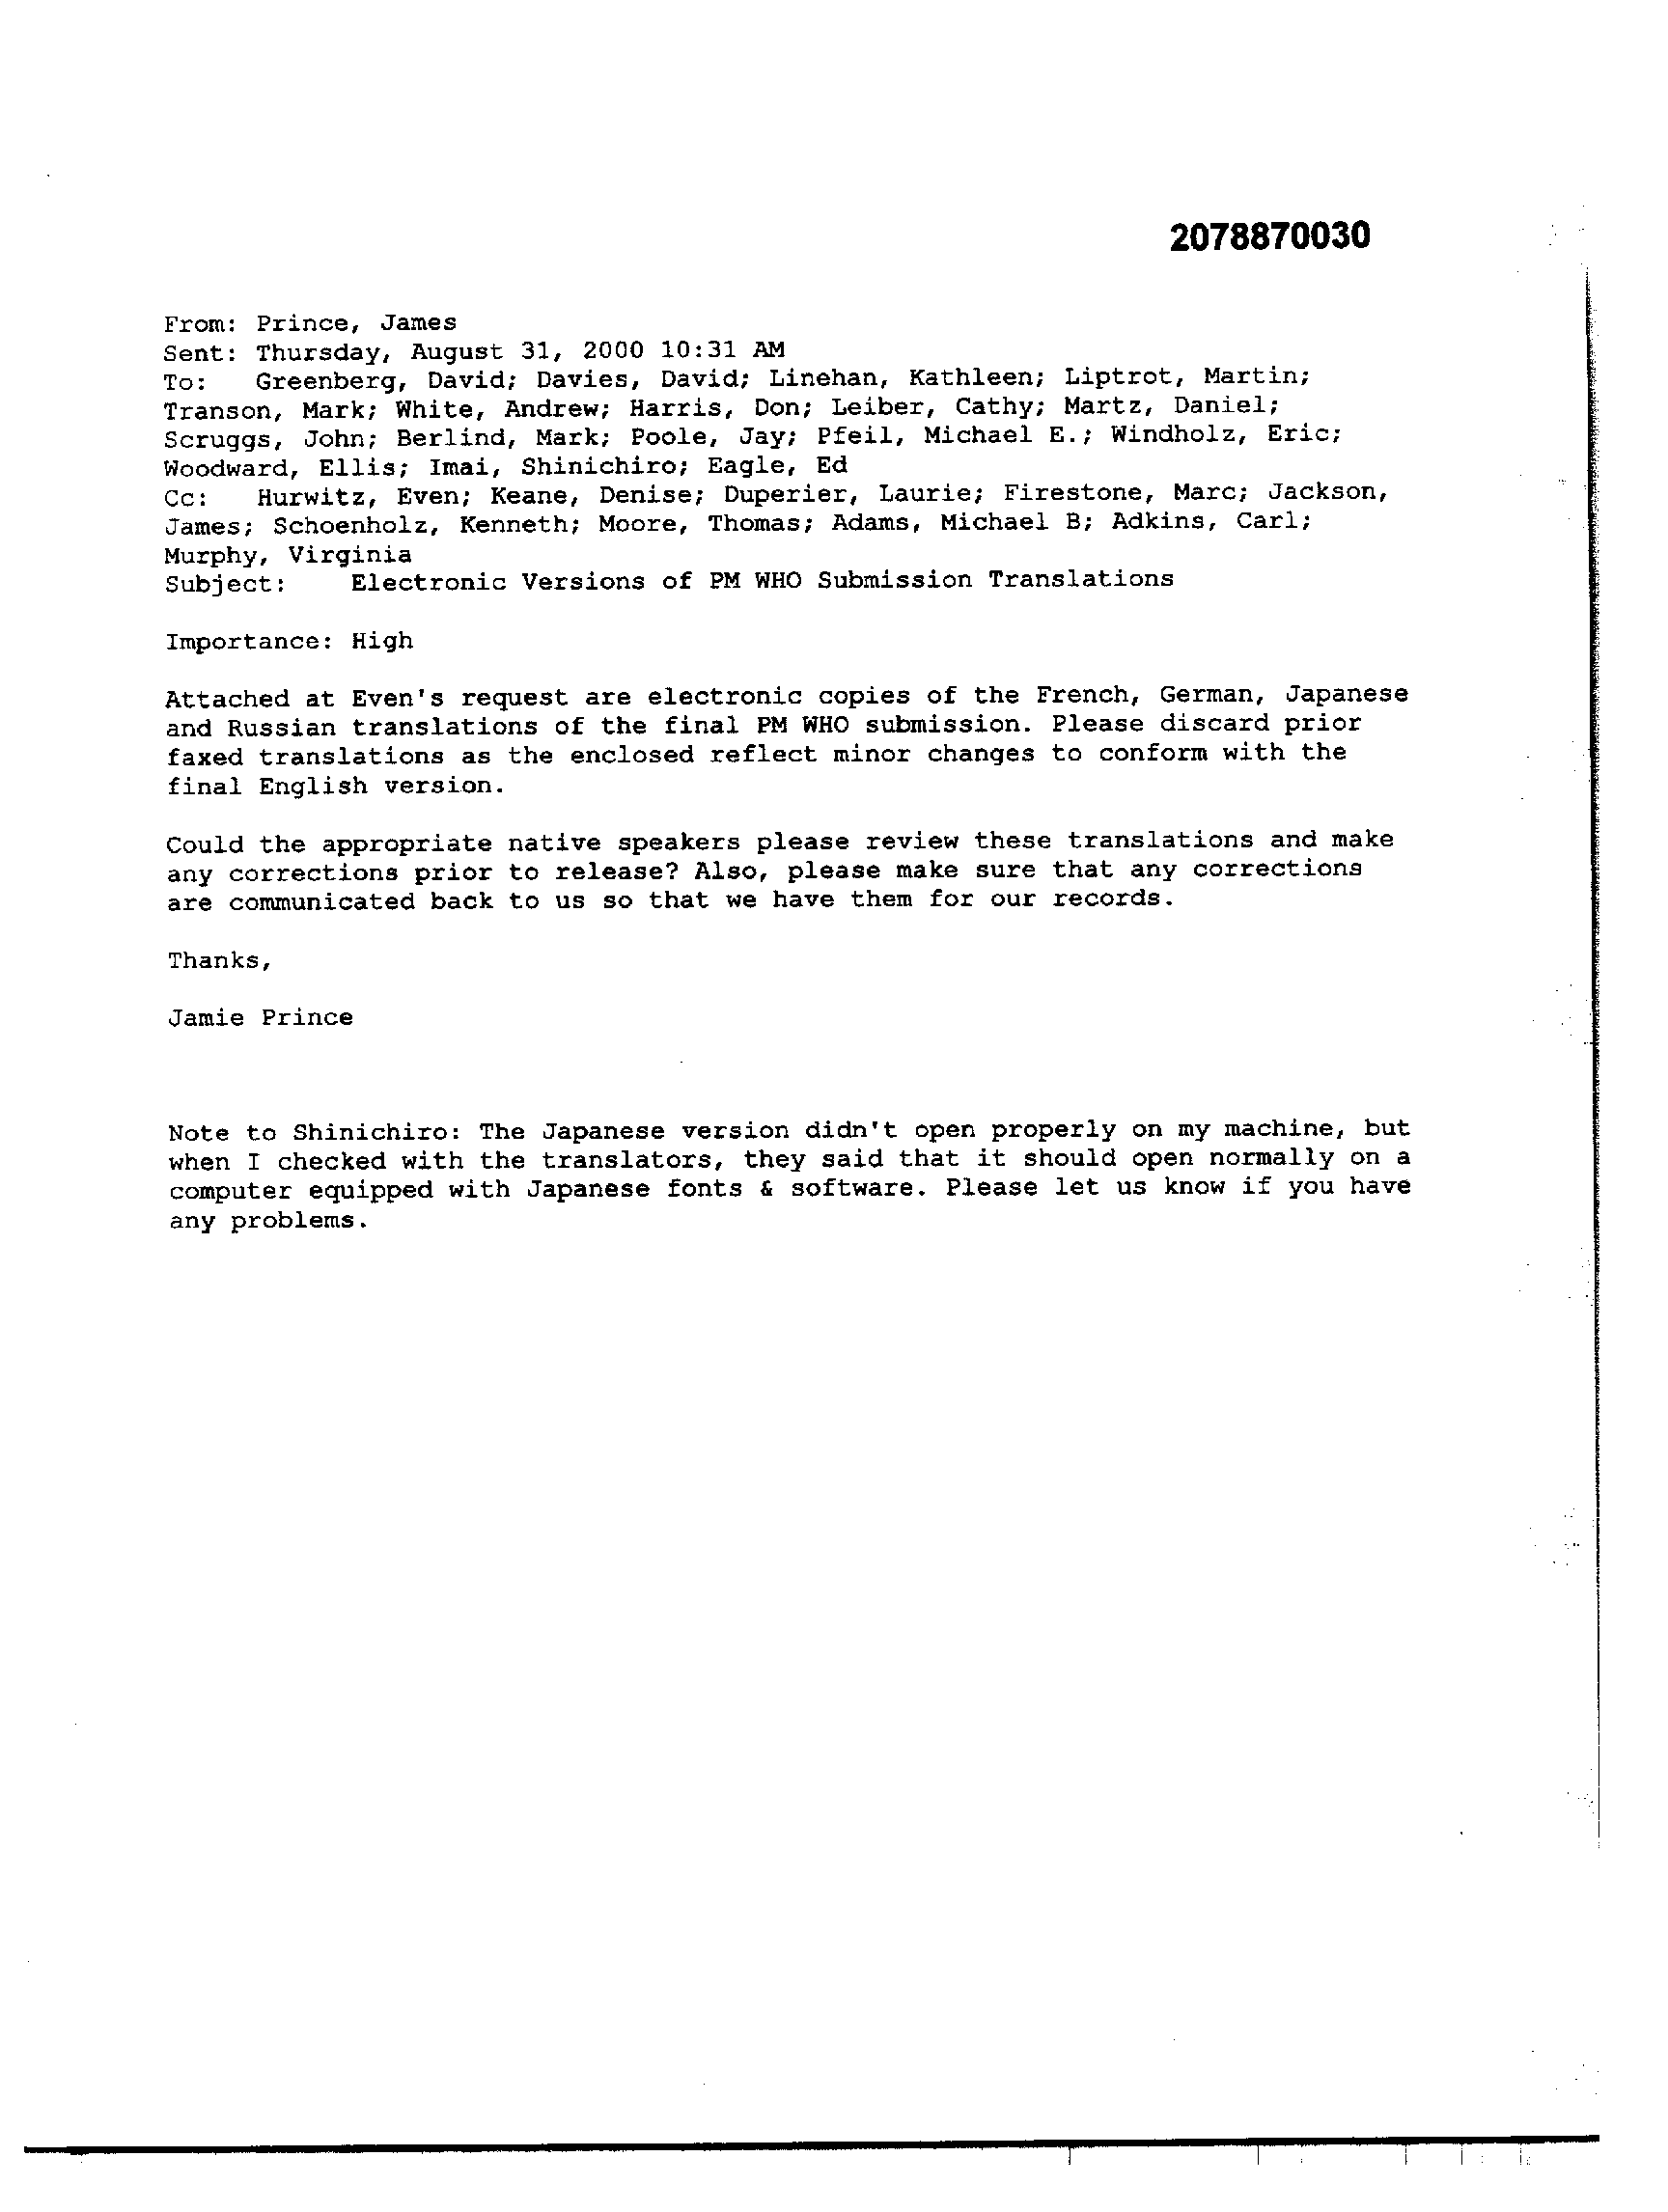 2078870030
From: Prince, James
Sent: Thursday, August 31, 2000 10:31 AM
To: Greenberg, David; Davies, David; Linehan, Kathleen; Liptrot, Martin;
Transon, Mark; White, Andrew; Harris, Don; Leiber, Cathy; Martz, Daniel;
Scruggs, John; Berlind, Mark; Poole, Jay; Pfeil, Michael E.; Windholz, Eric;
Woodward, Ellis; Imai, Shinichiro; Eagle, Ed
Cc: Hurwitz, Even; Keane, Denise; Duperier, Laurie; Firestone, Marc; Jackson,
James; Schoenholz, Kenneth; Moore, Thomas; Adams, Michael B; Adkins, Carl;
Murphy, Virginia
Subject: Electronic Versions of PM WHO Submission Translations
Importance: High
Attached at Even's request are electronic copies of the French, German, Japanese
and Russian translations of the final PM WHO submission. Please discard prior
faxed translations as the enclosed reflect minor changes to conform with the
final English version.
Could the appropriate native speakers please review these translations and make
any corrections prior to release? Also, please make sure that any corrections
are communicated back to us so that we have them for our records.
Thanks,
Jamie Prince
Note to Shinichiro: The Japanese version didn't open properly on my machine, but
when I checked with the translators, they said that it should open normally on a
computer equipped with Japanese fonts & software. Please let us know if you have
any problems.